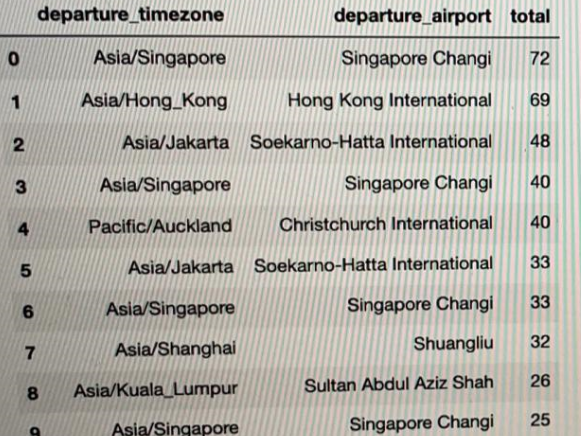 departure_timezone departure_airport total
0 Asia/Singapore Singapore Changi 72
1 Asia/Hong_Kong Hong Kong International 69
2 Asia/Jakarta Soekarno-Hatta International 48
3 Asia/Singapore Singapore Changi 40
4 Pacific/Auckland Christchurch International 40
5 Asia/Jakarta Soekarno-Hatta International 33
6 Asia/Singapore Singapore Changi 33
7 Asia/Shanghai Shuangliu 32
8 Asia/Kuala_Lumpur Sultan Abdul Aziz Shah 26
9 Asia/Singapore Singapore Changi 25